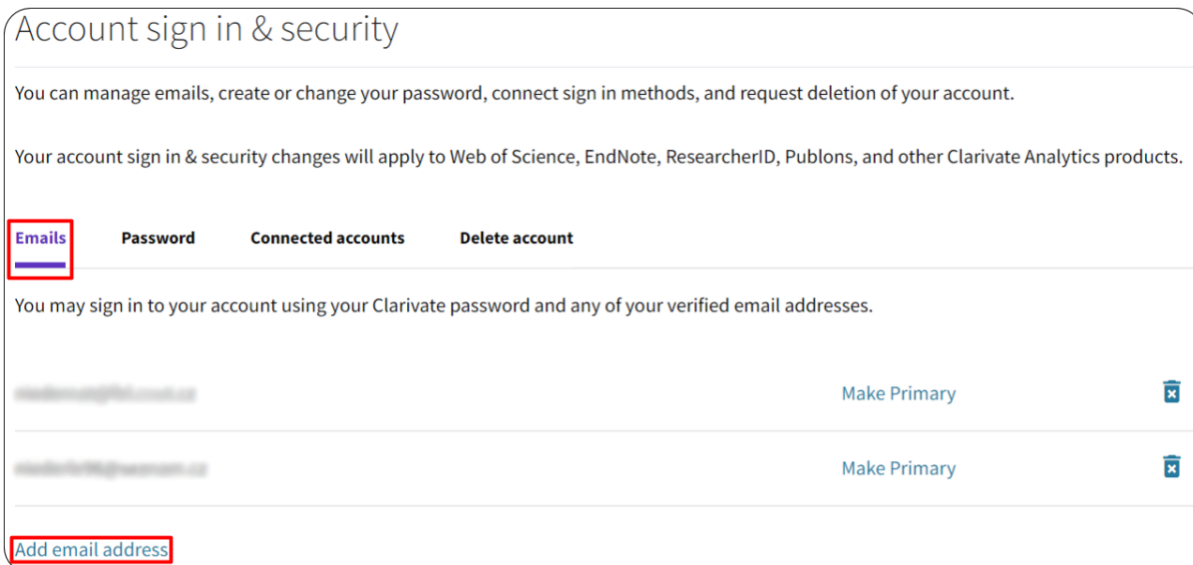 Account sign in & security
You can manage emails, create or change your password, connect sign in methods, and request deletion of your account.
Your account sign in & security changes will apply to Web of Science, EndNote, ResearcherID, Publons, and other Clarivate Analytics products.
Emails Password Connected accounts Delete account
You may sign in to your account using your Clarivate password and any of your verified email addresses.
Make Primary
Make Primary
Add email address